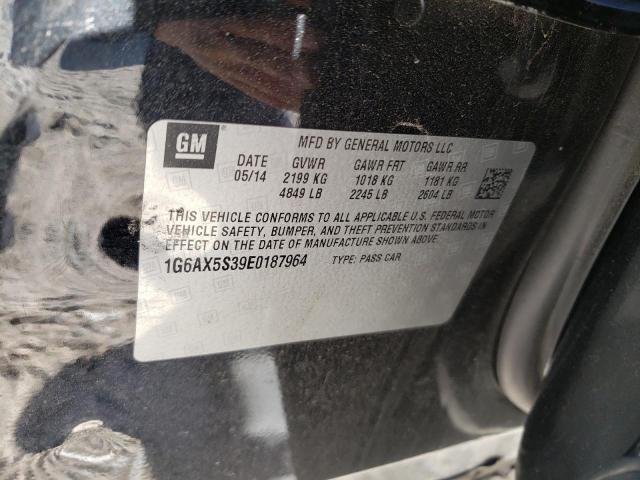 GM
MFD BY GENERAL MOTORS LLC
DATE GVWR GAWR FRT GAWR RR
05/14 2199 KG 1018 KG 1181 KG
4849 LB 2245 LB 2604 LB
THIS VEHICLE CONFORMS TO ALL APPLICABLE U.S. FEDERAL MOTOR
VEHICLE SAFETY, BUMPER, AND THEFT PREVENTION STANDARDS
IN EFFECT ON THE DATE OF MANUFACTURE SHOWN ABOVE.
1G6AX5S39E0187964 TYPE: PASS CAR